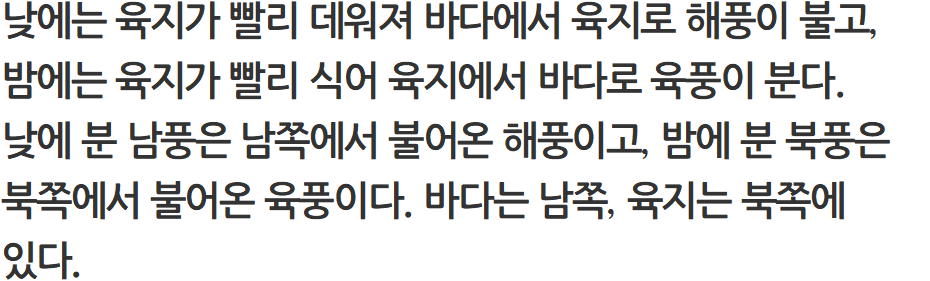 낮에는 육지가 빨리 데워져 바다에서 육지로 해풍이 불고,
밤에는 육지가 빨리 식어 육지에서 바다로 육풍이 분다.
낮에 분 남풍은 남쪽에서 불어온 해풍이고, 밤에 분 북풍은
북쪽에서 불어온 육풍이다. 바다는 남쪽, 육지는 북쪽에
있다.